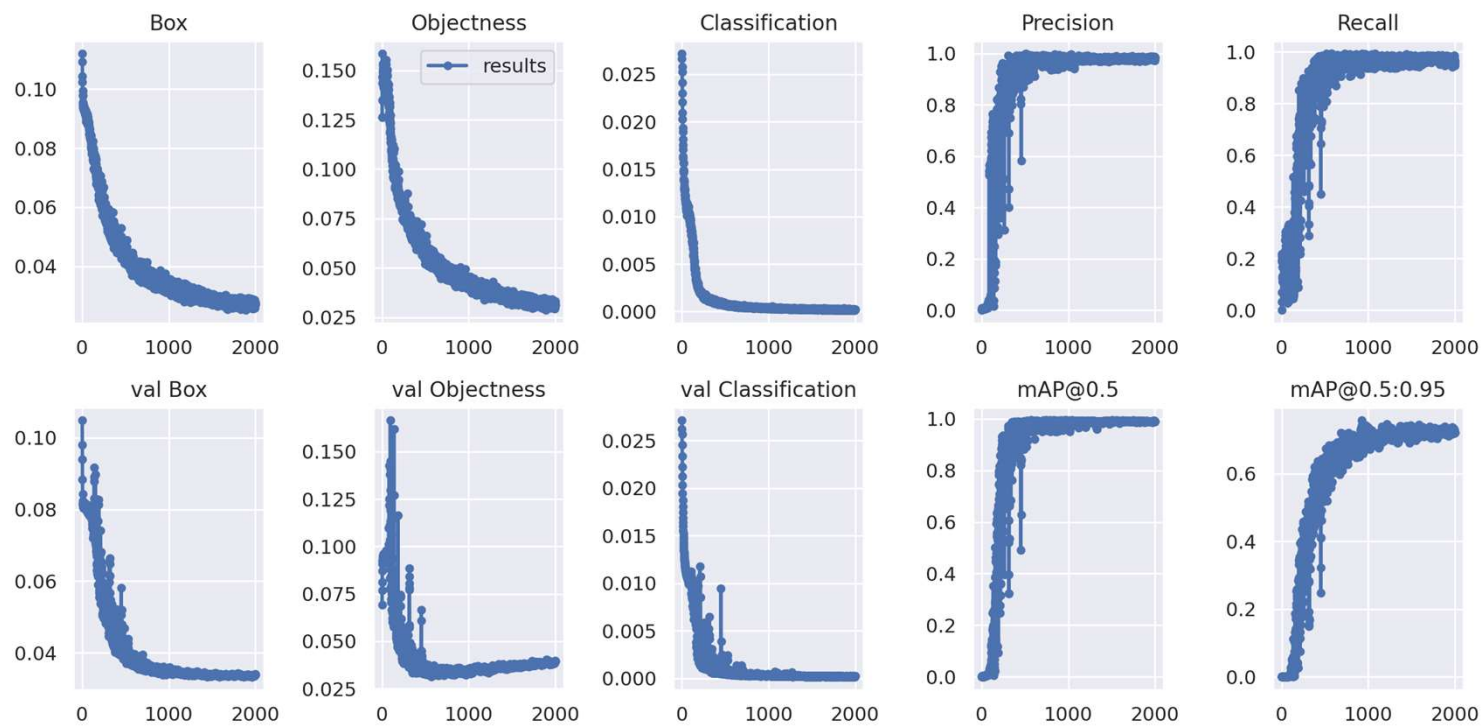 Box
Objectness
Classification
Precision
Recall
results
0.10
0.08
0.06
0.04
0 1000 2000
0.150
0.125
0.100
0.075
0.050
0.025
0 1000 2000
0.025
0.020
0.015
0.010
0.005
0.000
0 1000 2000
1.0
0.8
0.6
0.4
0.2
0.0
0 1000 2000
1.0
0.8
0.6
0.4
0.2
0.0
0 1000 2000
val Box
val Objectness
val Classification
mAP@0.5
mAP@0.5:0.95
0.10
0.08
0.06
0.04
0 1000 2000
0.150
0.125
0.100
0.075
0.050
0.025
0 1000 2000
0.025
0.020
0.015
0.010
0.005
0.000
0 1000 2000
1.0
0.8
0.6
0.4
0.2
0.0
0 1000 2000
0.6
0.4
0.2
0.0
0 1000 2000